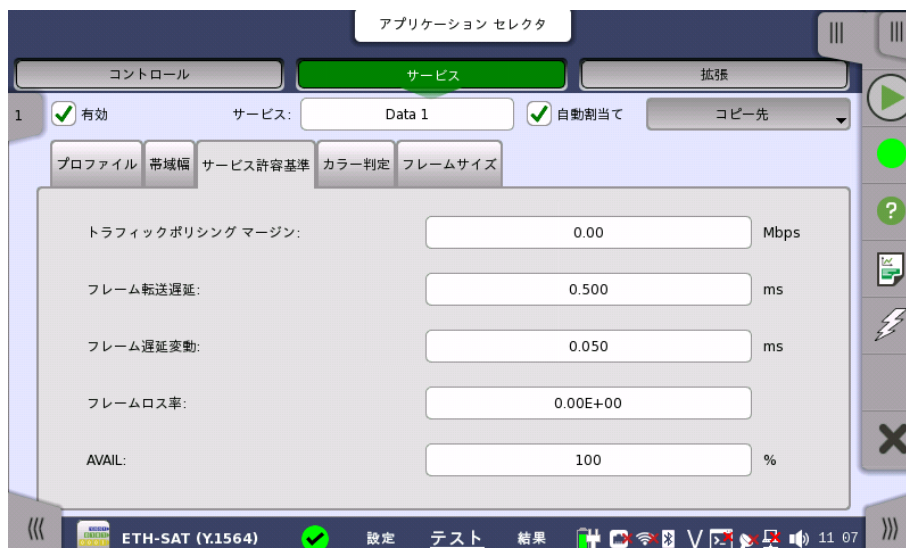 アプリケーション セレクタ
コントロール サービス 拡張
1 有効 サービス: Data 1 自動割当て コピー先
プロファイル 帯域幅 サービス許容基準 カラー判定 フレームサイズ
トラフィックポリシング マージン: 0.00 Mbps
フレーム転送遅延: 0.500 ms
フレーム遅延変動: 0.050 ms
フレームロス率: 0.00E+00
AVAIL: 100 %
ETH-SAT (Y.1564) 設定 テスト 結果 11 07